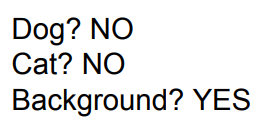 Dog? NO
Cat? NO
Background? YES